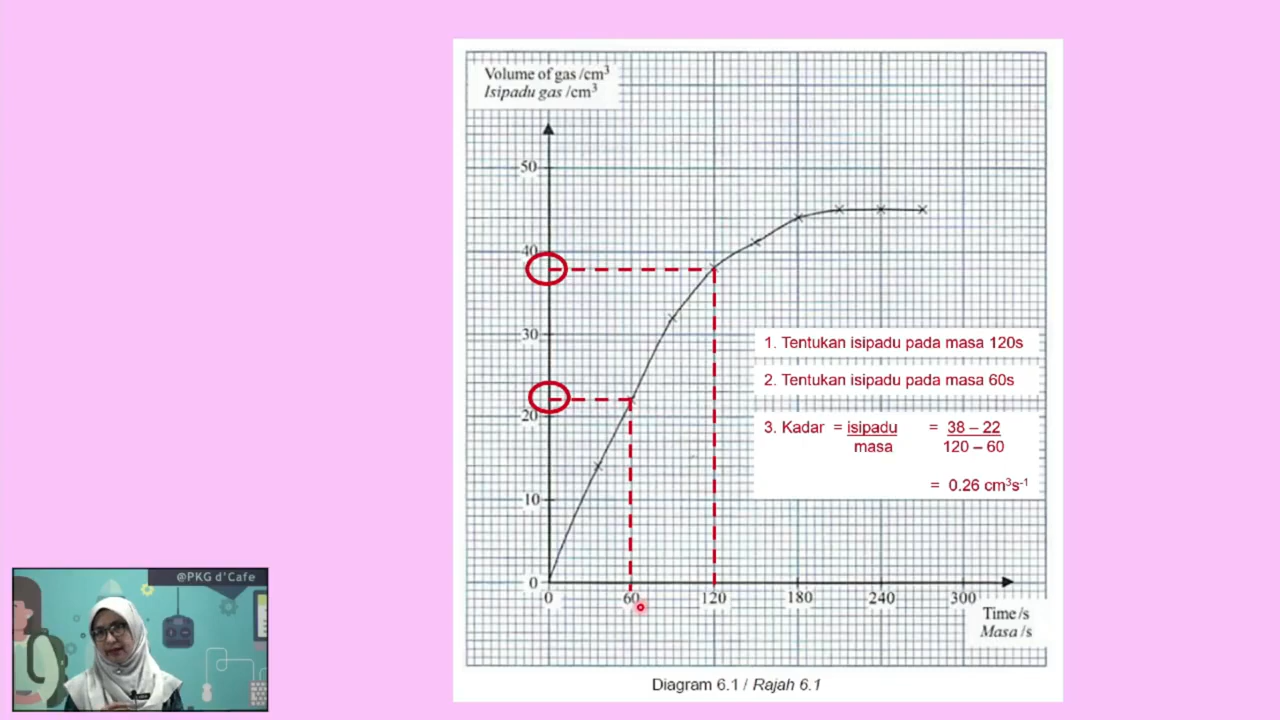 Volume of gas /cm³
Isipadu gas /cm³
50
40
30
20
10
0
0 60 120 180 240 300
Time /s
Masa /s
1. Tentukan isipadu pada masa 120s
2. Tentukan isipadu pada masa 60s
3. Kadar = isipadu = 38 – 22
masa 120 – 60
= 0.26 cm³s⁻¹
Diagram 6.1 / Rajah 6.1
@PKG d'Cafe